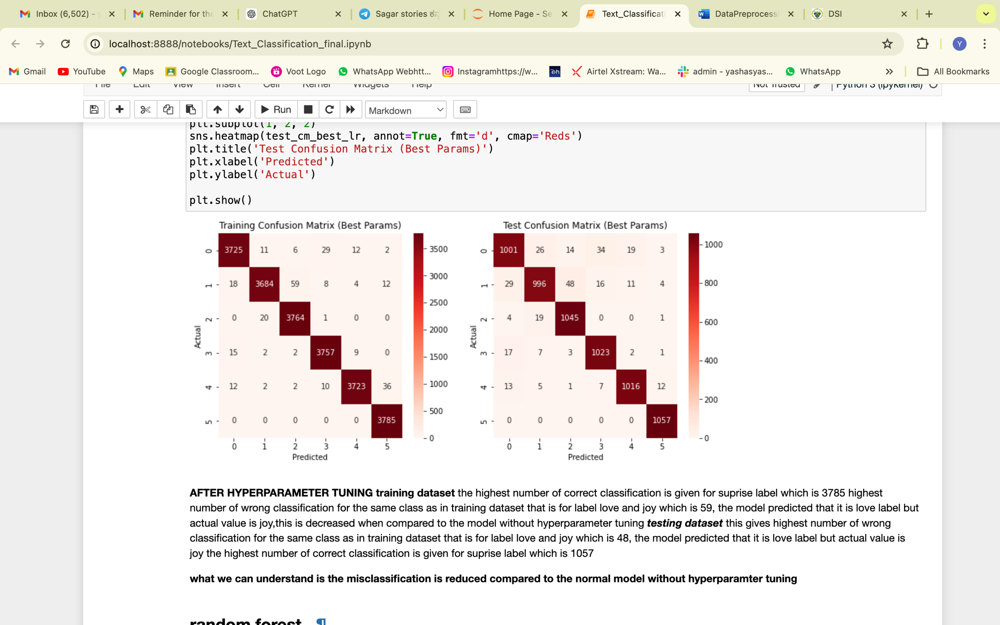 Inbox (6,502) - Reminder for the ChatGPT Sagar stories Home Page - Se Text_Classificati DataPreprocess DSI
localhost:8888/notebooks/Text_Classification_final.ipynb Y
Gmail YouTube Maps Google Classroom... Voot Logo WhatsApp Webhtt... Instagramhttps://w... Airtel Xstream: Wa... admin - yashasyas... WhatsApp » All Bookmarks
File Edit View Insert Cell Kernel Widgets Help Not Trusted Python 3 (ipykernel)
Run Markdown
plt.subplot(1, 2, 2)
sns.heatmap(test_cm_best_lr, annot=True, fmt='d', cmap='Reds')
plt.title('Test Confusion Matrix (Best Params)')
plt.xlabel('Predicted')
plt.ylabel('Actual')
plt.show()
Training Confusion Matrix (Best Params)
0 3725 11 6 29 12 2
1 18 3684 59 8 4 12
2 0 20 3764 1 0 0
3 15 2 2 3757 9 0
4 12 2 2 10 3723 36
5 0 0 0 0 0 3785
0 1 2 3 4 5
Predicted
Actual
3500
3000
2500
2000
1500
1000
500
0
Test Confusion Matrix (Best Params)
0 1001 26 14 34 19 3
1 29 996 48 16 11 4
2 4 19 1045 0 0 1
3 17 7 3 1023 2 1
4 13 5 1 7 1016 12
5 0 0 0 0 0 1057
0 1 2 3 4 5
Predicted
Actual
1000
800
600
400
200
0
AFTER HYPERPARAMETER TUNING training dataset the highest number of correct classification is given for suprise label which is 3785 highest
number of wrong classification for the same class as in training dataset that is for label love and joy which is 59, the model predicted that it is love label but
actual value is joy,this is decreased when compared to the model without hyperparameter tuning testing dataset this gives highest number of wrong
classification for the same class as in training dataset that is for label love and joy which is 48, the model predicted that it is love label but actual value is
joy the highest number of correct classification is given for suprise label which is 1057
what we can understand is the misclassification is reduced compared to the normal model without hyperparamter tuning
random forest ¶